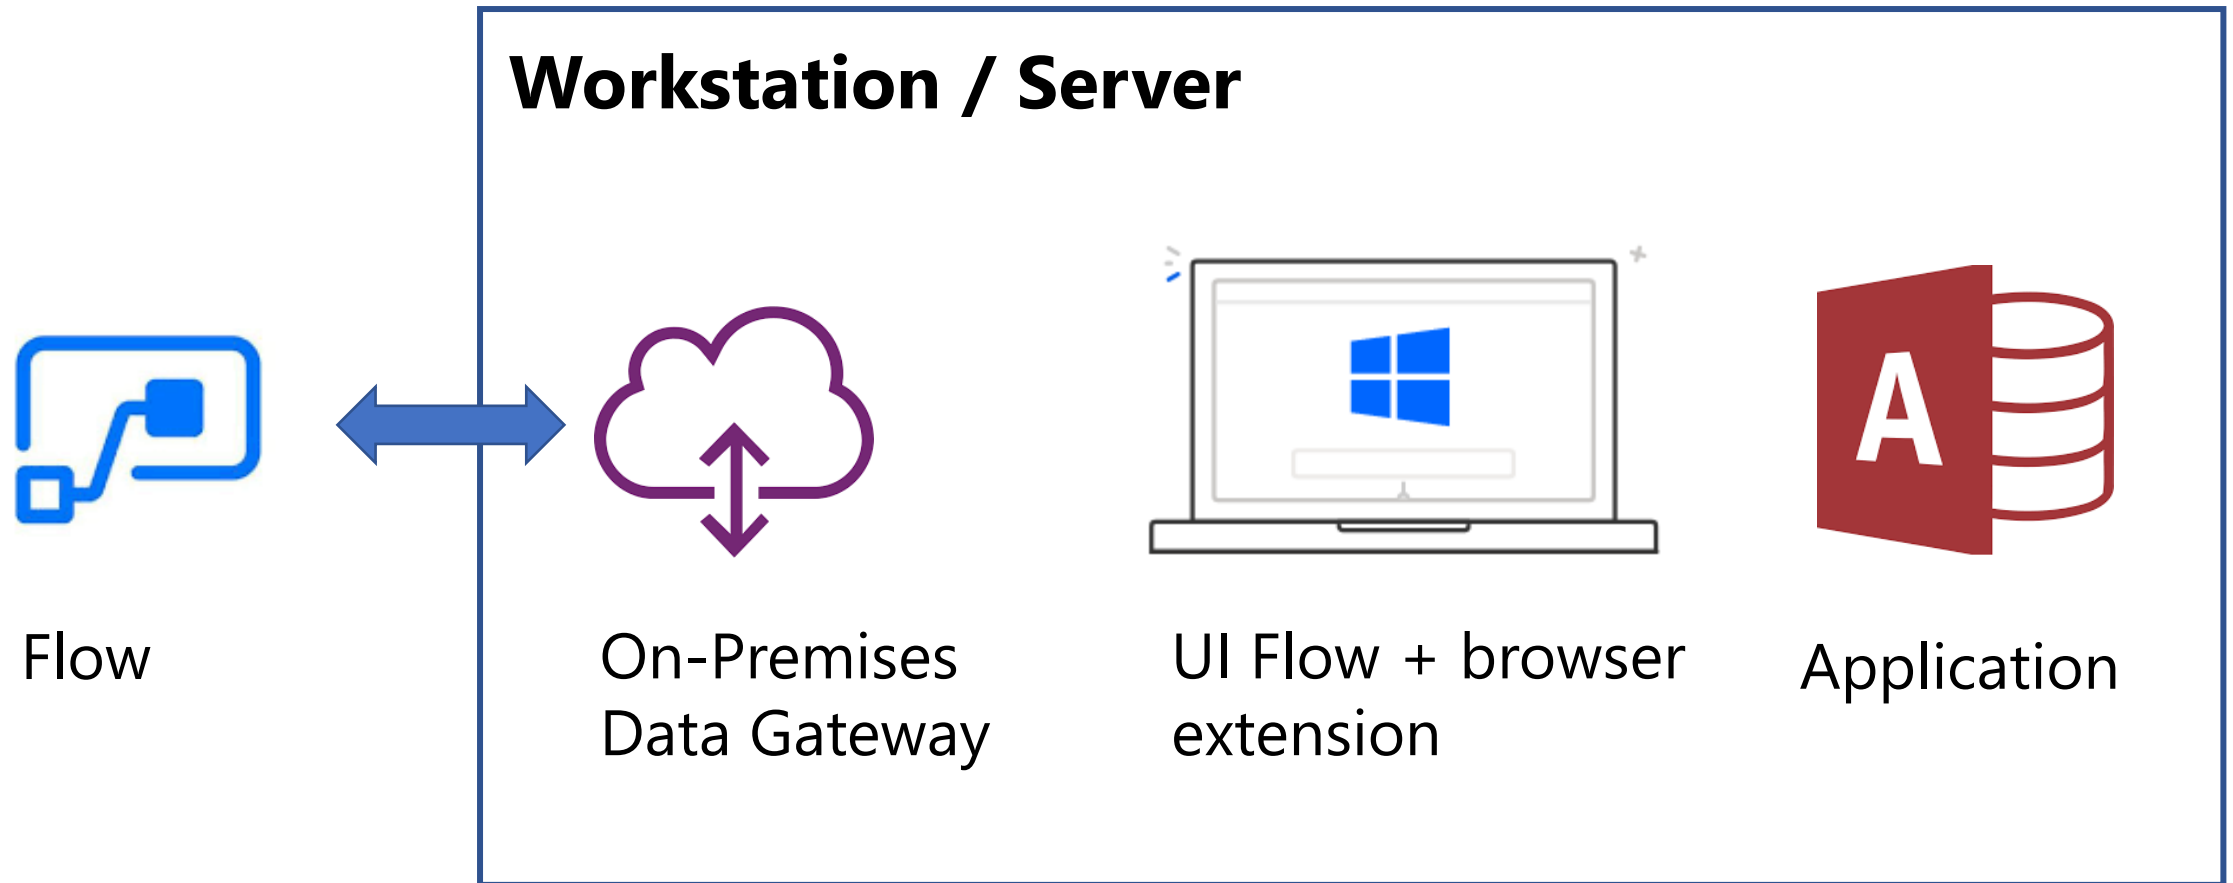 Workstation / Server
A
Flow
On-Premises
Data Gateway
UI Flow + browser
extension
Application